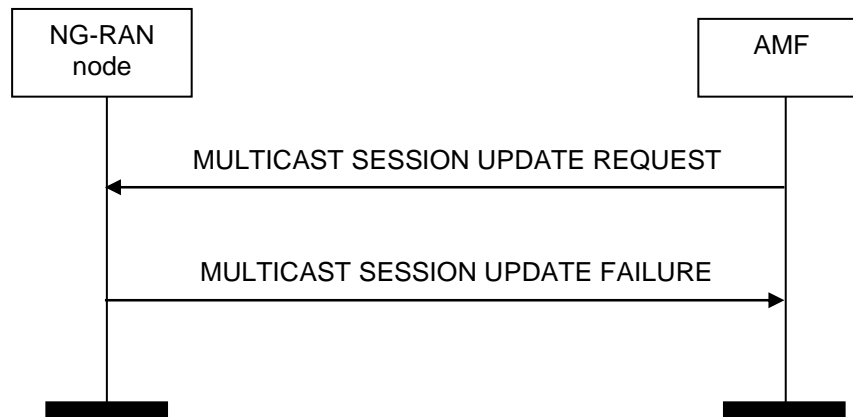 NG-RAN
node
AMF
MULTICAST SESSION UPDATE REQUEST
MULTICAST SESSION UPDATE FAILURE